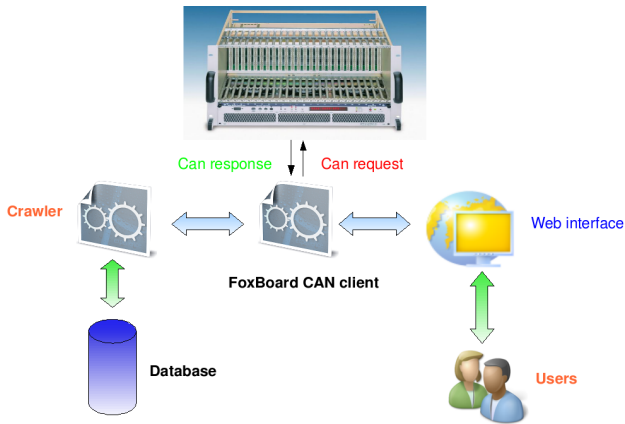 Can response
Can request
Crawler
Web interface
FoxBoard CAN client
Database
Users